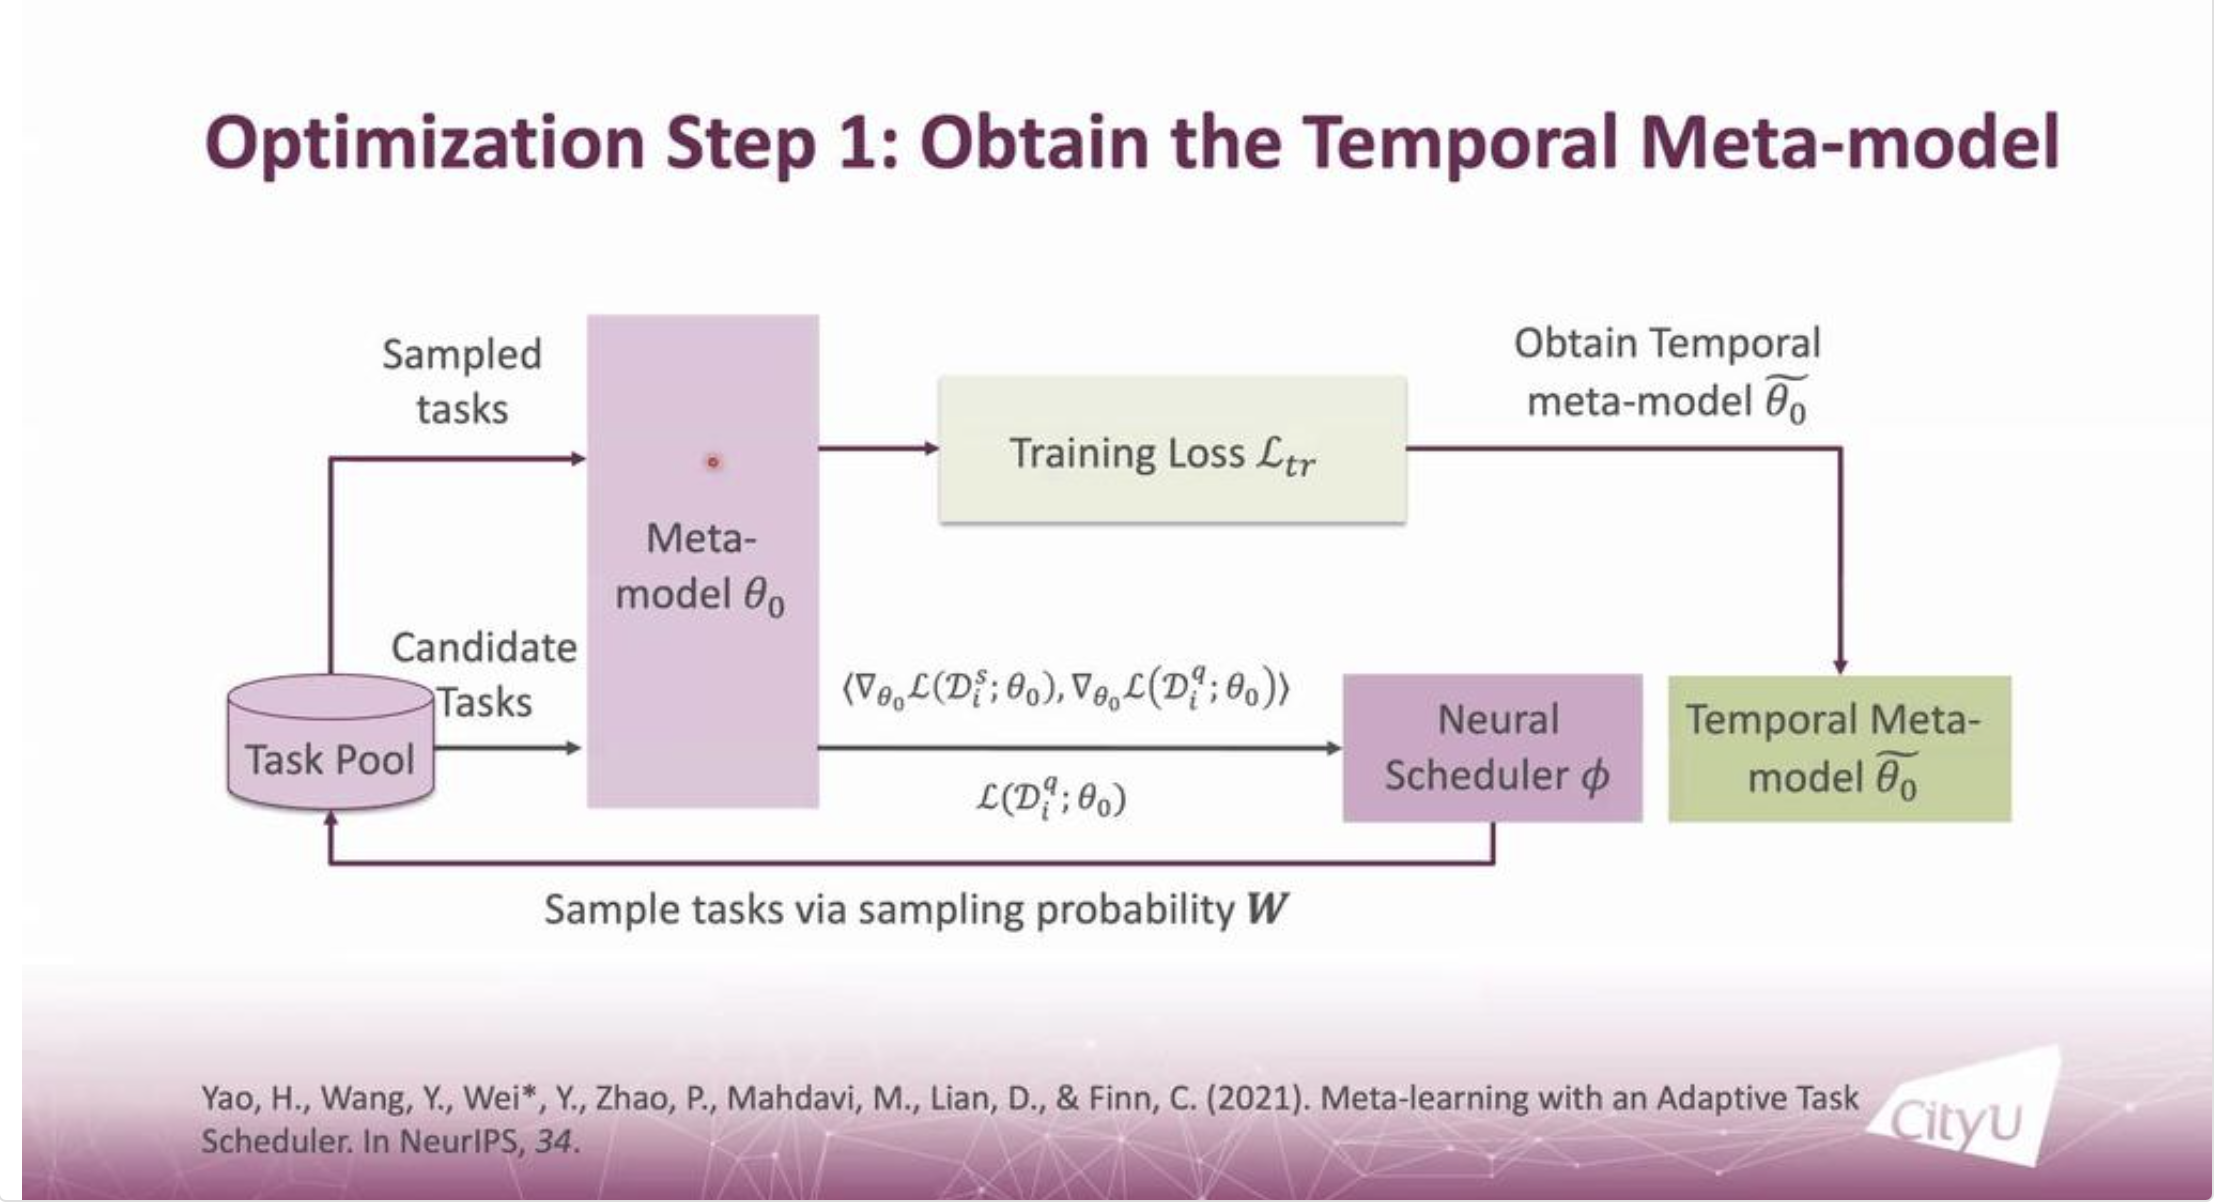 Optimization Step 1: Obtain the Temporal Meta-model
Sampled
tasks
Obtain Temporal
meta-model \(\widetilde{\theta_0}\)
Training Loss \(\mathcal{L}_{tr}\)
Meta-
model \(\theta_0\)
Candidate
Tasks
Task Pool
\(\langle \nabla_{\theta_0} \mathcal{L}(\mathcal{D}_i^s; \theta_0), \nabla_{\theta_0} \mathcal{L}(\mathcal{D}_i^q; \theta_0) \rangle\)
\(\mathcal{L}(\mathcal{D}_i^q; \theta_0)\)
Neural
Scheduler \(\phi\)
Temporal Meta-
model \(\widetilde{\theta_0}\)
Sample tasks via sampling probability \(\boldsymbol{W}\)
Yao, H., Wang, Y., Wei*, Y., Zhao, P., Mahdavi, M., Lian, D., & Finn, C. (2021). Meta-learning with an Adaptive Task
Scheduler. In NeurIPS, 34.
CityU